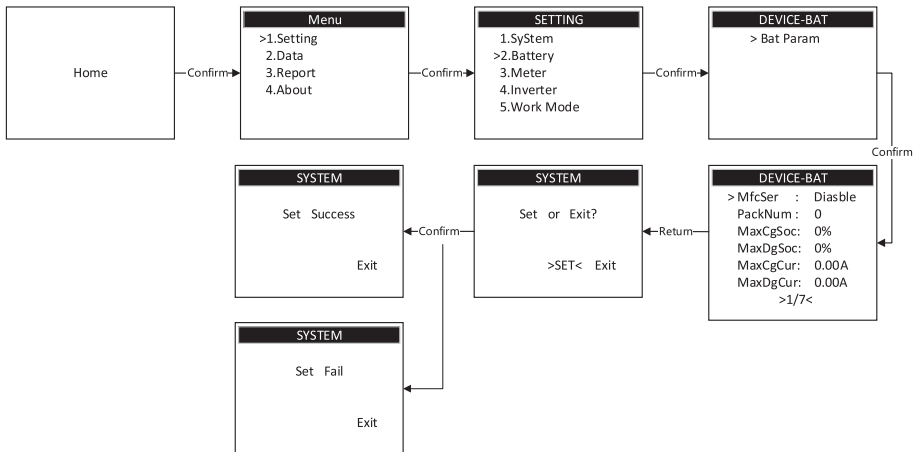 Home
Confirm
Menu
>1.Setting
2.Data
3.Report
4.About
Confirm
SETTING
1.SyStem
>2.Battery
3.Meter
4.Inverter
5.Work Mode
Confirm
DEVICE-BAT
> Bat Param
Confirm
DEVICE-BAT
> MfcSer : Diasble
PackNum : 0
MaxCgSoc: 0%
MaxDgSoc: 0%
MaxCgCur: 0.00A
MaxDgCur: 0.00A
>1/7<
Return
SYSTEM
Set or Exit?
>SET< Exit
Confirm
SYSTEM
Set Success
Exit
SYSTEM
Set Fail
Exit